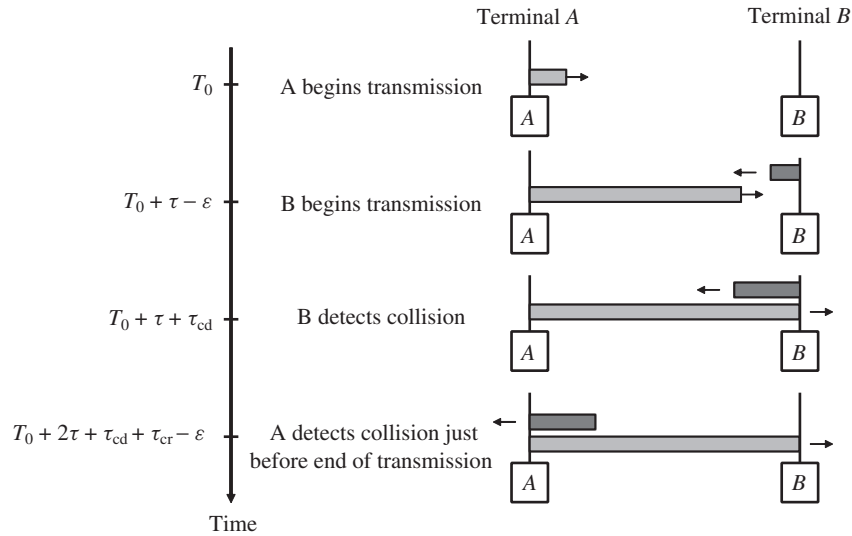 Terminal A Terminal B
T₀ A begins transmission
A B
T₀ + τ − ε B begins transmission
A B
T₀ + τ + τcd B detects collision
A B
T₀ + 2τ + τcd + τcr − ε A detects collision just
before end of transmission
A B
Time